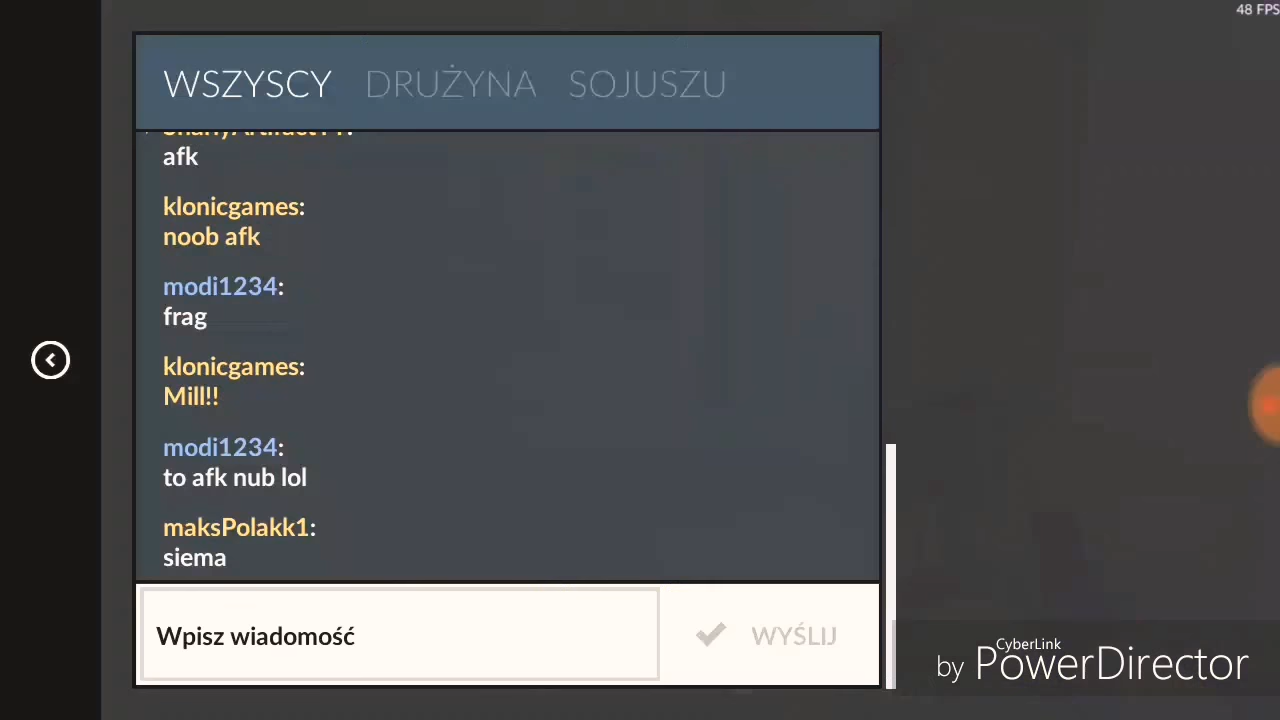 48 FPS
WSZYSCY DRUŻYNA SOJUSZU
afk
klonicgames:
noob afk
modi1234:
frag
klonicgames:
Mill!!
modi1234:
to afk nub lol
maksPolakk1:
siema
Wpisz wiadomość WYŚLIJ
CyberLink
by PowerDirector